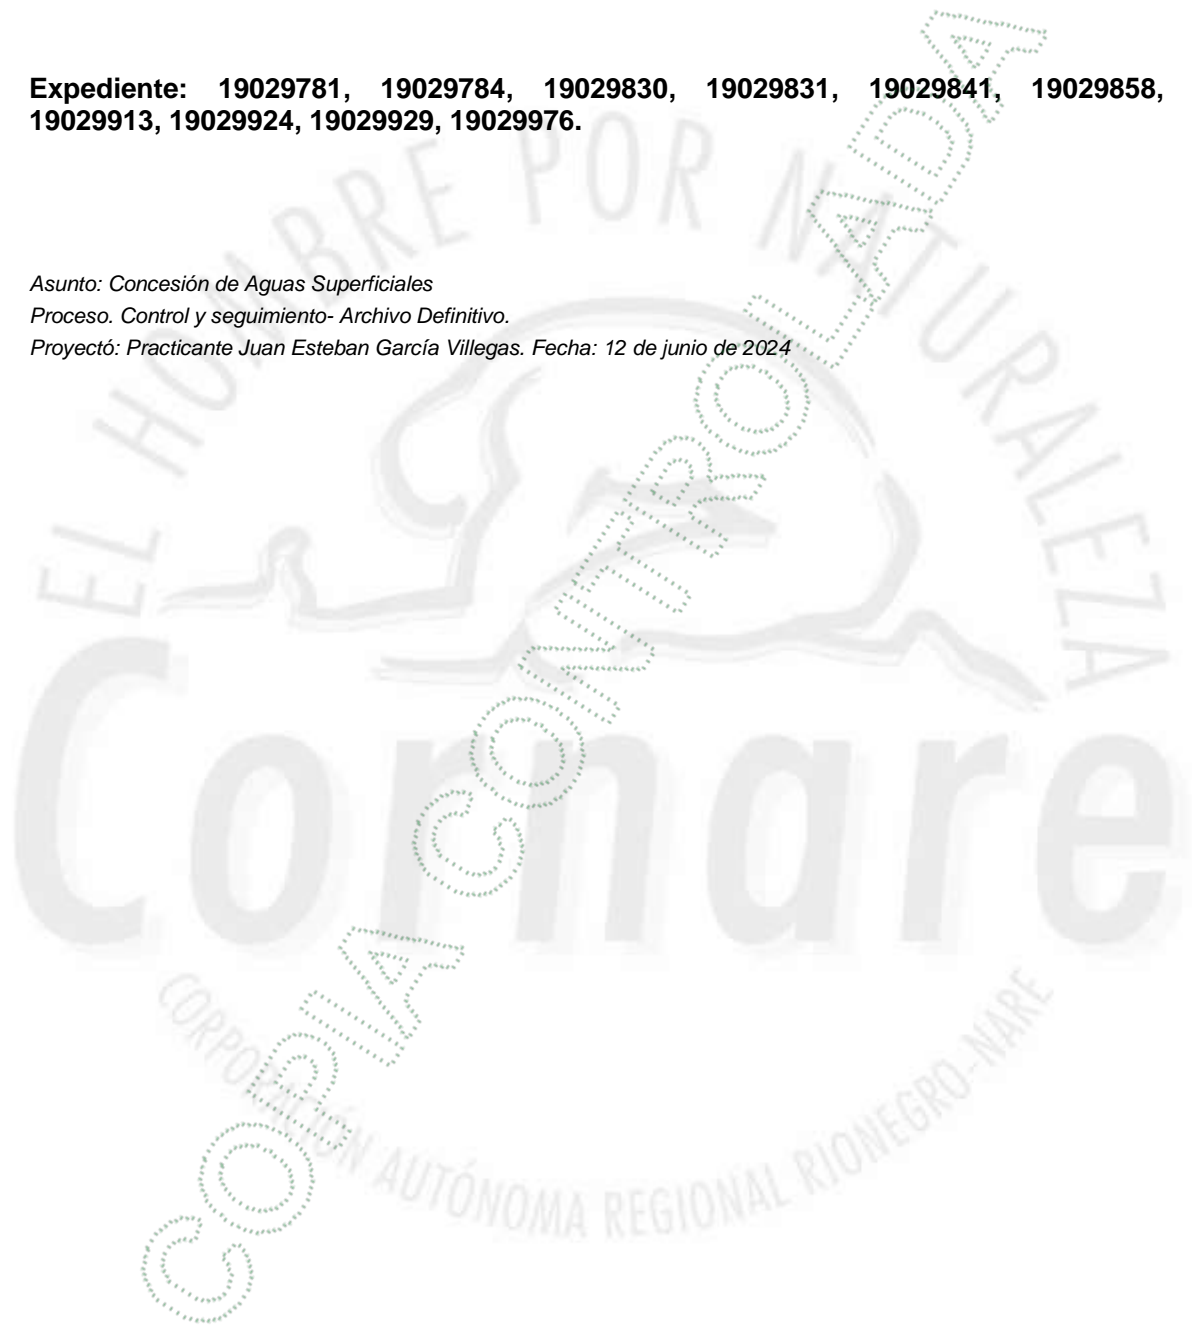 Expediente: 19029781, 19029784, 19029830, 19029831, 19029841, 19029858,
19029913, 19029924, 19029929, 19029976.
Asunto: Concesión de Aguas Superficiales
Proceso. Control y seguimiento- Archivo Definitivo.
Proyectó: Practicante Juan Esteban García Villegas. Fecha: 12 de junio de 2024
EL HOMBRE POR NATURALEZA
Cornare
CORPORACIÓN AUTÓNOMA REGIONAL RIONEGRO-NARE
COPIA CONTROLADA